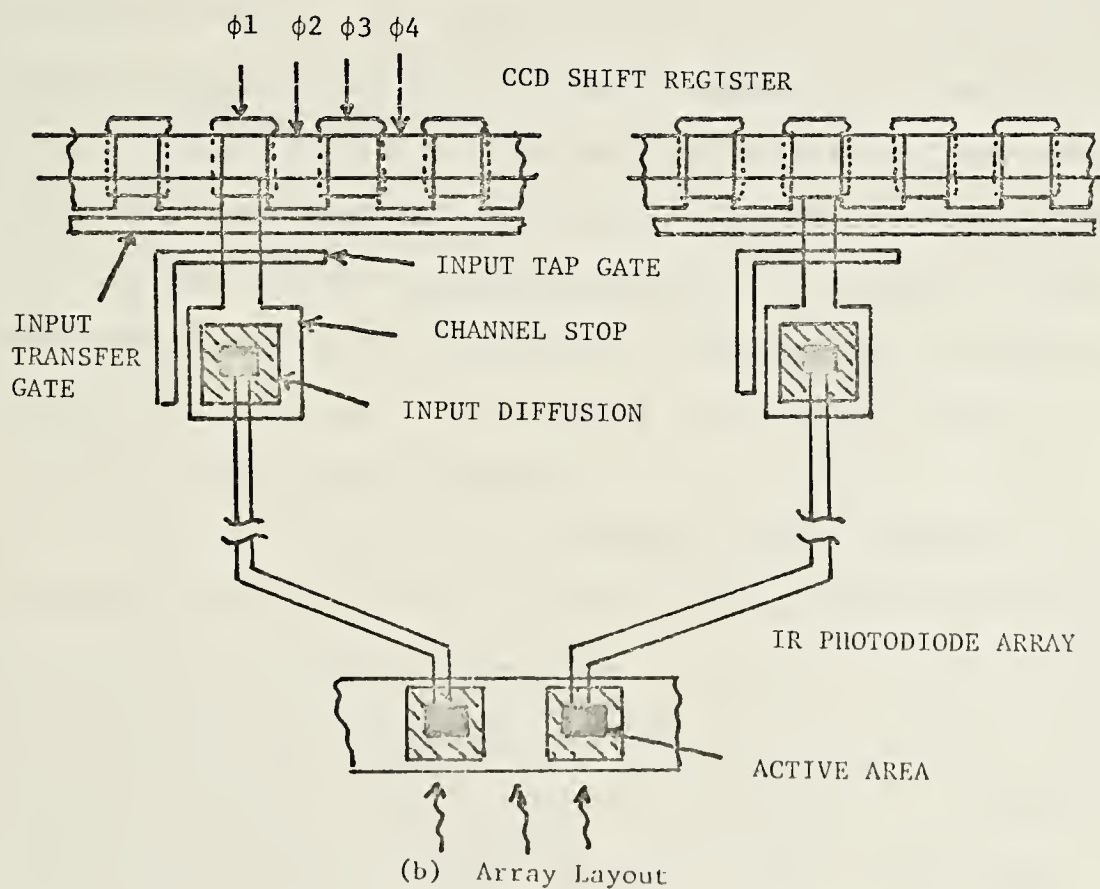 ϕ1 ϕ2 ϕ3 ϕ4
CCD SHIFT REGISTER
INPUT TAP GATE
INPUT
TRANSFER
GATE
CHANNEL STOP
INPUT DIFFUSION
IR PHOTODIODE ARRAY
ACTIVE AREA
(b) Array Layout